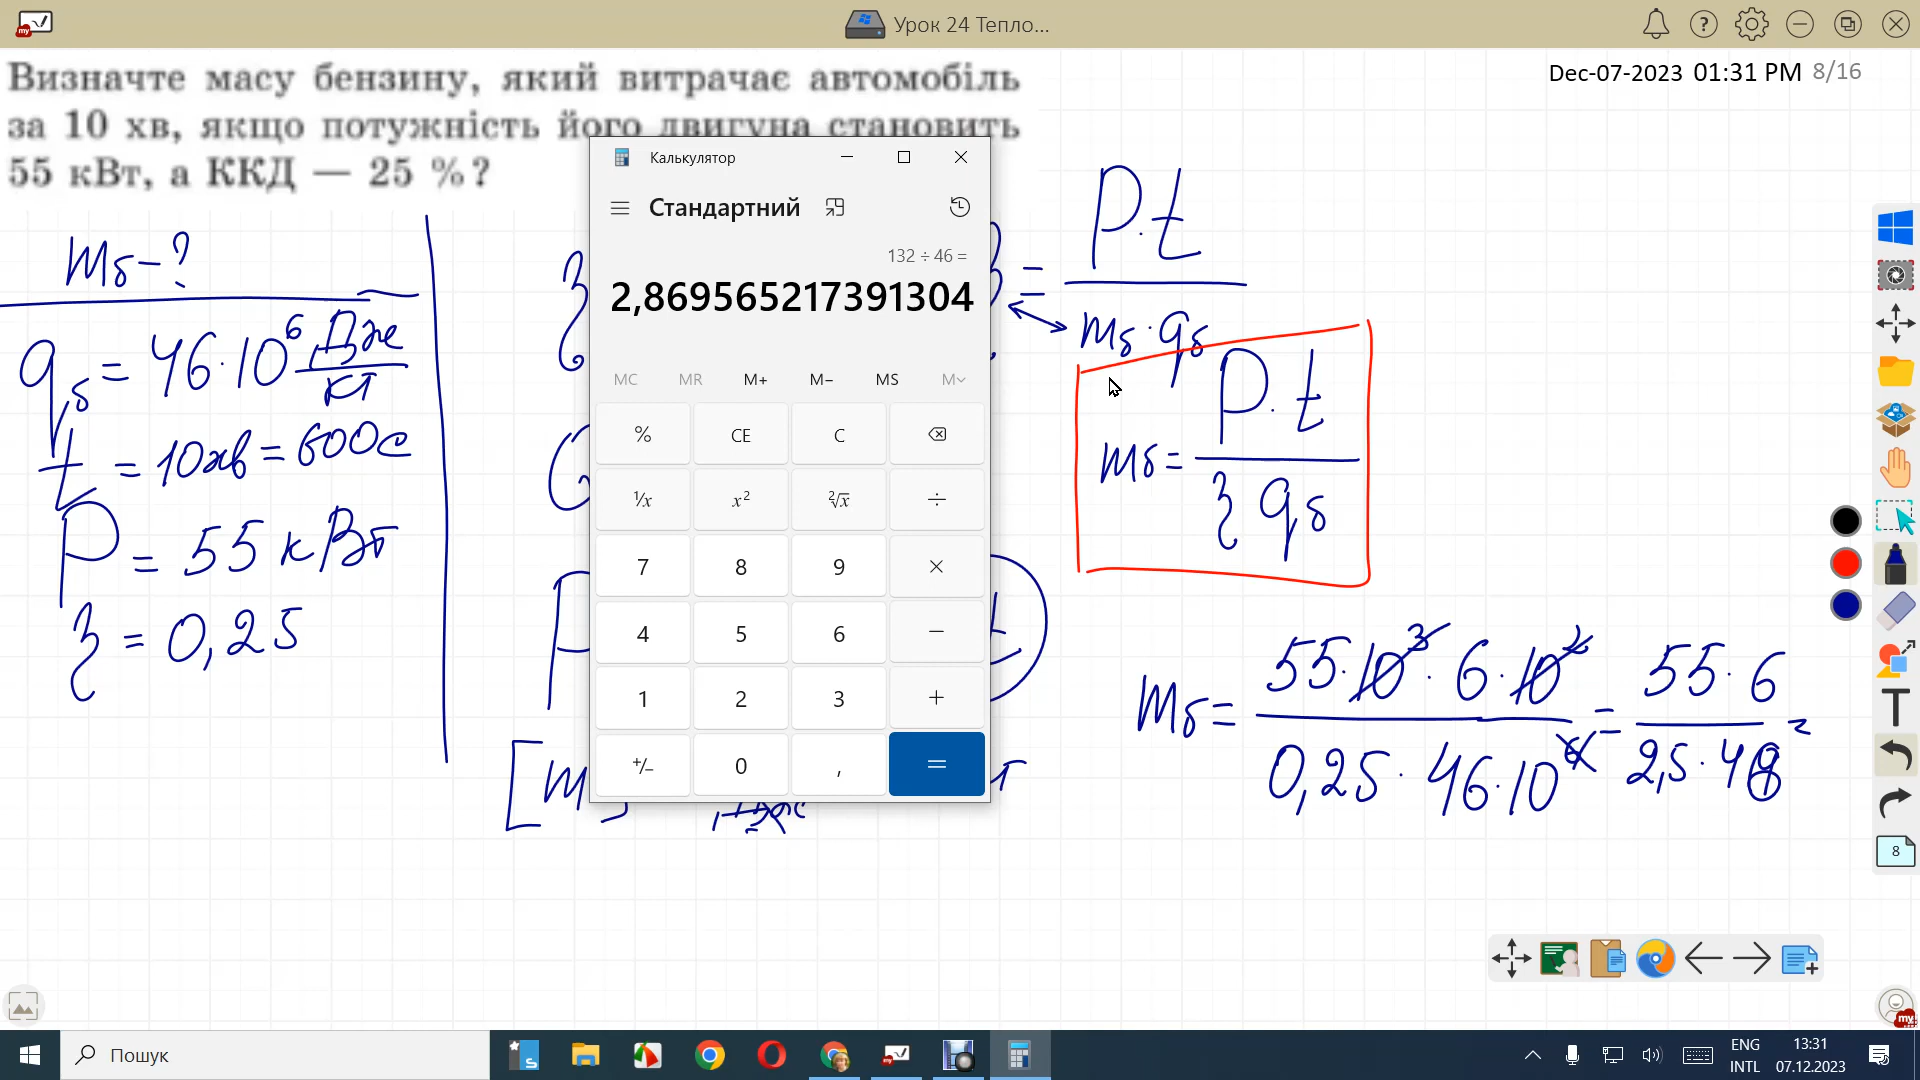 Урок 24 Тепло...
Визначте масу бензину, який витрачає автомобіль
за 10 хв, якщо потужність його двигуна становить
55 кВт, а ККД — 25 %?
Dec-07-2023 01:31 PM 8/16
mб-?
qб = 46·10⁶ Дж/кг
t = 10хв = 600с
P = 55 кВт
η = 0,25
Калькулятор
Стандартний
132 ÷ 46 =
2,869565217391304
MC MR M+ M− MS M
% CE C
¹/x x² ²√x ÷
7 8 9 ×
4 5 6 −
1 2 3 +
+/− 0 , =
= P·t / mб·qб
mб = P·t / η qб
mб = 55·10³·6·10² / 0,25·46·10⁶ = 55·6 / 2,5·46 =
[m
8
Пошук
ENG
INTL
13:31
07.12.2023